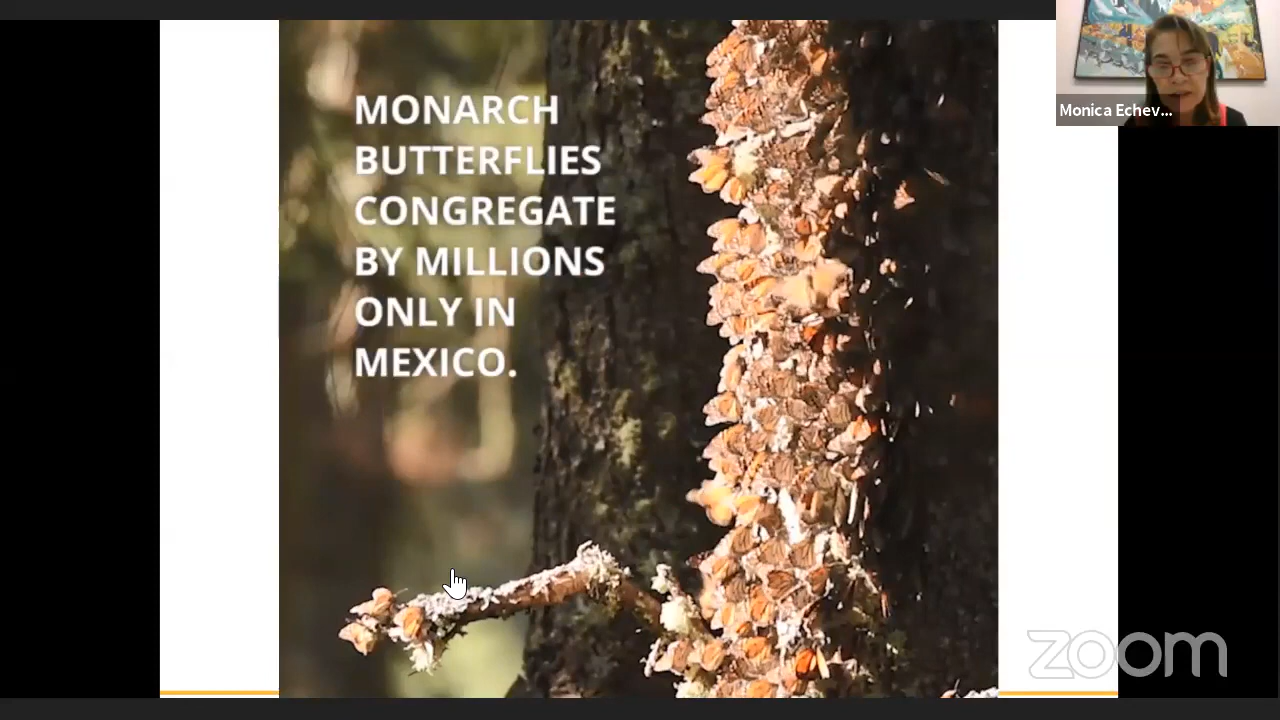 MONARCH
BUTTERFLIES
CONGREGATE
BY MILLIONS
ONLY IN
MEXICO.
Monica Echev...
zoom